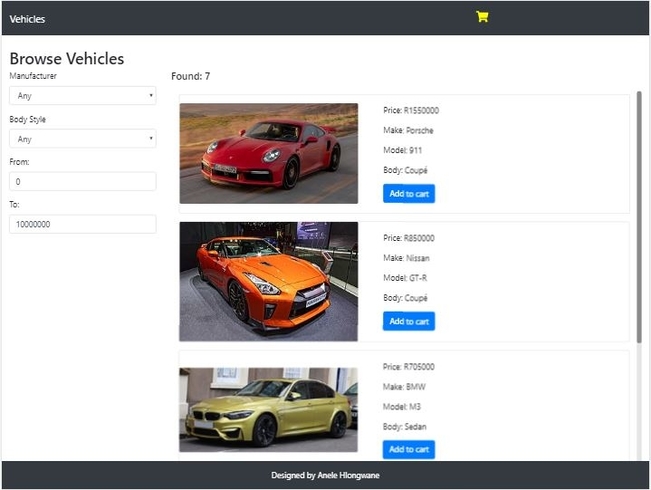 Vehicles
Browse Vehicles
Manufacturer
Any
Body Style
Any
From:
0
To:
10000000
Found: 7
Price: R1550000
Make: Porsche
Model: 911
Body: Coupé
Add to cart
Price: R850000
Make: Nissan
Model: GT-R
Body: Coupé
Add to cart
Price: R705000
Make: BMW
Model: M3
Body: Sedan
Add to cart
Designed by Anele Hlongwane